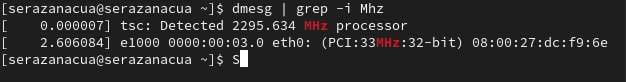 [serazanacua@serazanacua ~]$ dmesg | grep -i Mhz
[    0.000007] tsc: Detected 2295.634 MHz processor
[    2.606084] e1000 0000:00:03.0 eth0: (PCI:33MHz:32-bit) 08:00:27:dc:f9:6e
[serazanacua@serazanacua ~]$ S